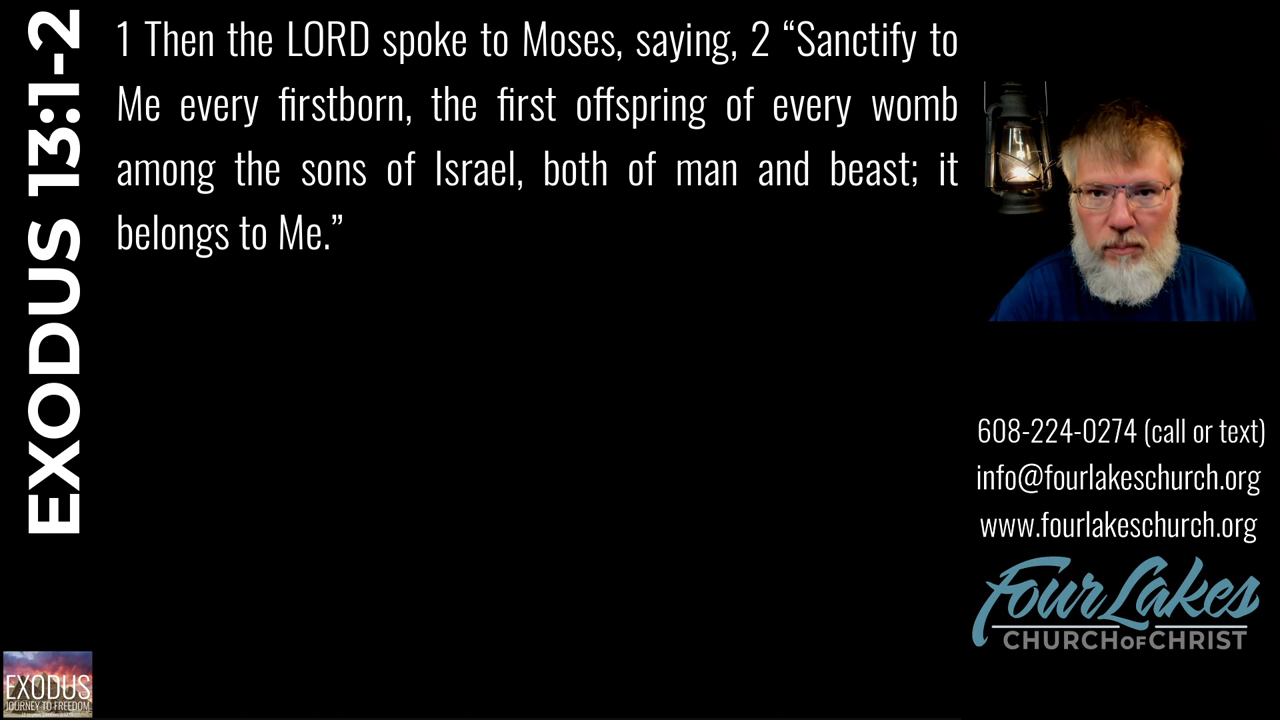 EXODUS 13:1-2
1 Then the LORD spoke to Moses, saying, 2 “Sanctify to
Me every firstborn, the first offspring of every womb
among the sons of Israel, both of man and beast; it
belongs to Me.”
608-224-0274 (call or text)
info@fourlakeschurch.org
www.fourlakeschurch.org
Four Lakes
CHURCH OF CHRIST
EXODUS
JOURNEY TO FREEDOM